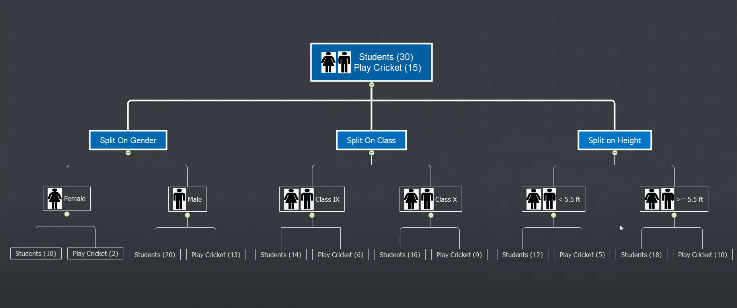 Students (30)
Play Cricket (15)
Split On Gender
Split On Class
Split on Height
Female
Male
Class IX
Class X
< 5.5 ft
>= 5.5 ft
Students (10)
Play Cricket (2)
Students (20)
Play Cricket (13)
Students (14)
Play Cricket (6)
Students (16)
Play Cricket (9)
Students (12)
Play Cricket (5)
Students (18)
Play Cricket (10)